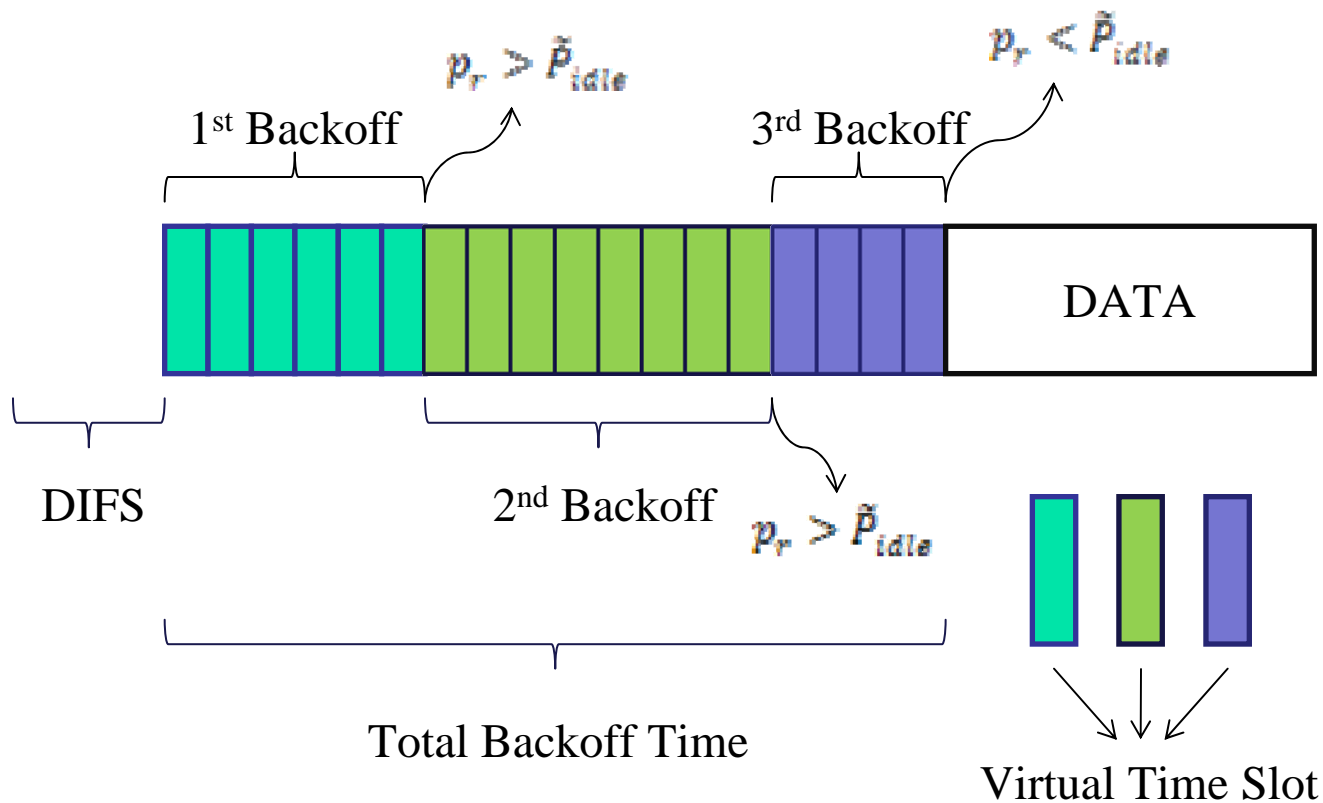 p_r > P̃_idle
p_r < P̃_idle
1st Backoff
3rd Backoff
DATA
DIFS
2nd Backoff
p_r > P̃_idle
Total Backoff Time
Virtual Time Slot